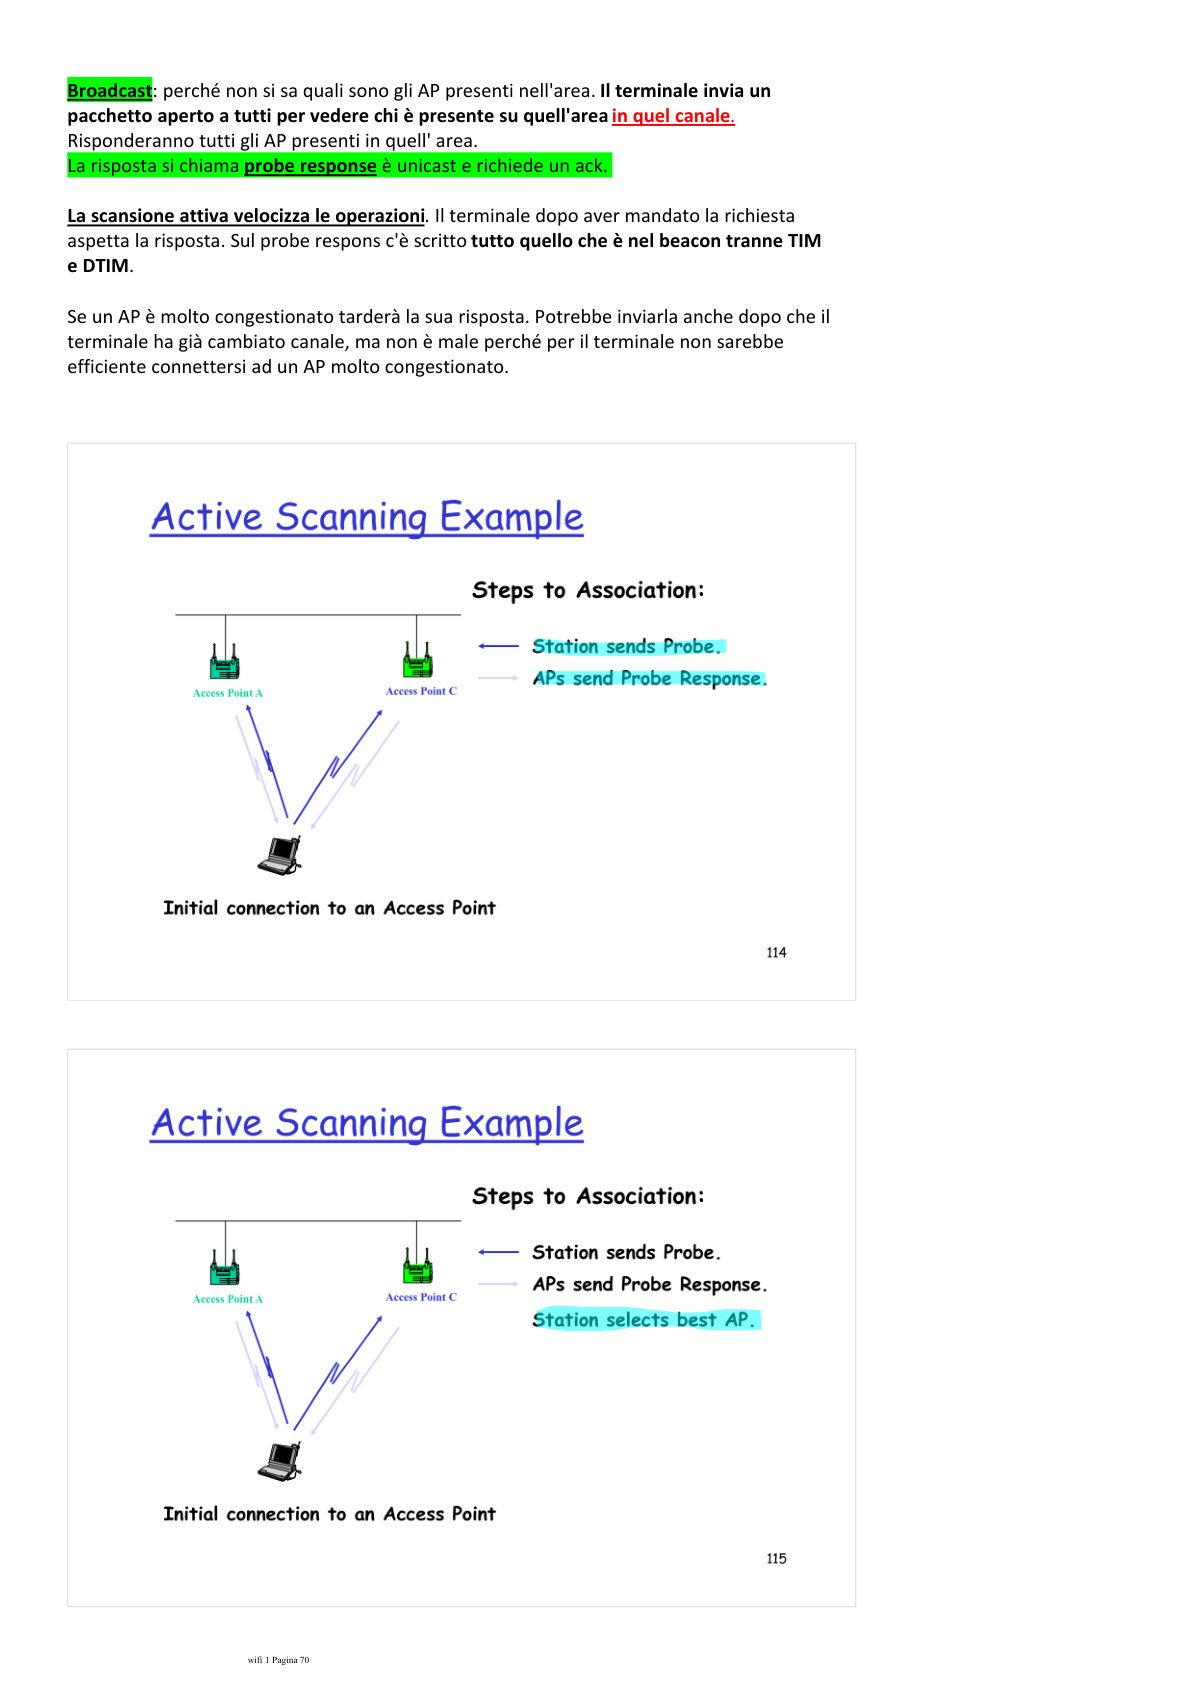 Broadcast: perché non si sa quali sono gli AP presenti nell'area. Il terminale invia un
pacchetto aperto a tutti per vedere chi è presente su quell'area in quel canale.
Risponderanno tutti gli AP presenti in quell' area.
La risposta si chiama probe response è unicast e richiede un ack.
La scansione attiva velocizza le operazioni. Il terminale dopo aver mandato la richiesta
aspetta la risposta. Sul probe respons c'è scritto tutto quello che è nel beacon tranne TIM
e DTIM.
Se un AP è molto congestionato tarderà la sua risposta. Potrebbe inviarla anche dopo che il
terminale ha già cambiato canale, ma non è male perché per il terminale non sarebbe
efficiente connettersi ad un AP molto congestionato.
Active Scanning Example
Steps to Association:
Station sends Probe.
APs send Probe Response.
Access Point A
Access Point C
Initial connection to an Access Point
114
Active Scanning Example
Steps to Association:
Station sends Probe.
APs send Probe Response.
Station selects best AP.
Access Point A
Access Point C
Initial connection to an Access Point
115
wifi 1 Pagina 70